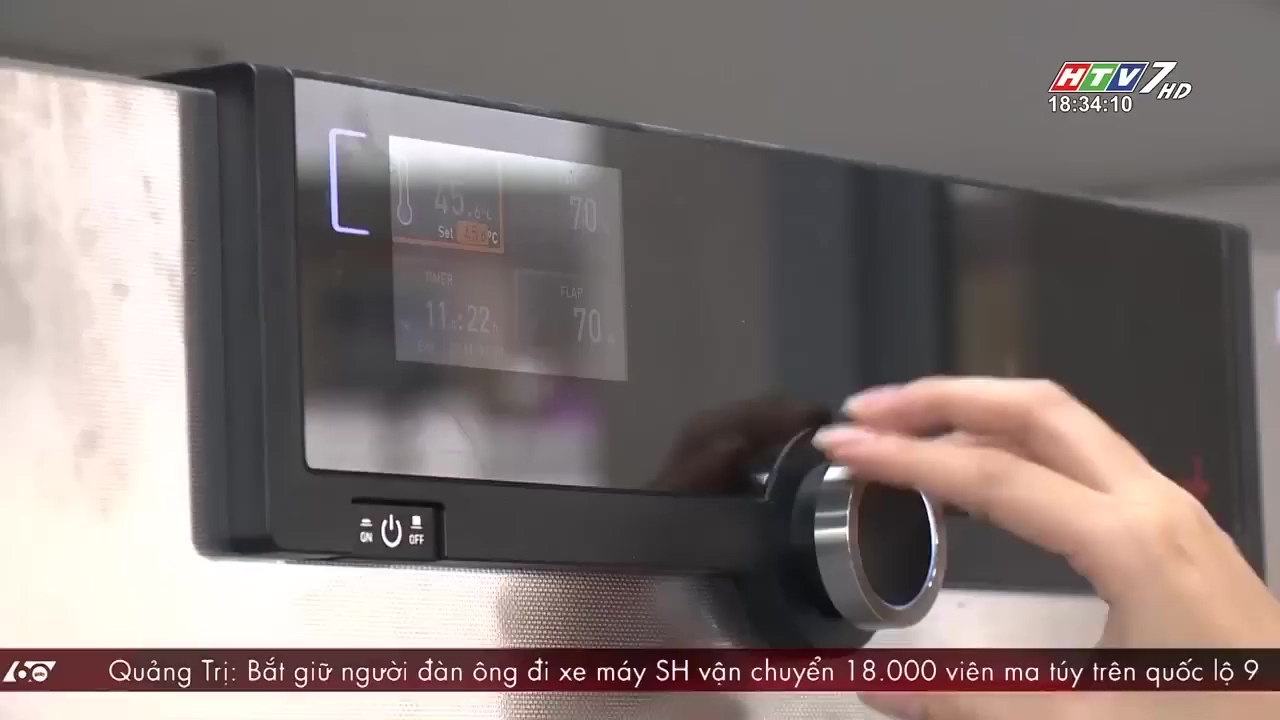 HTV7 HD
18:34:10
45.6°C
70
Set 45. °C
TIMER
FLAP
11:22h
70
ON OFF
Quảng Trị: Bắt giữ người đàn ông đi xe máy SH vận chuyển 18.000 viên ma túy trên quốc lộ 9